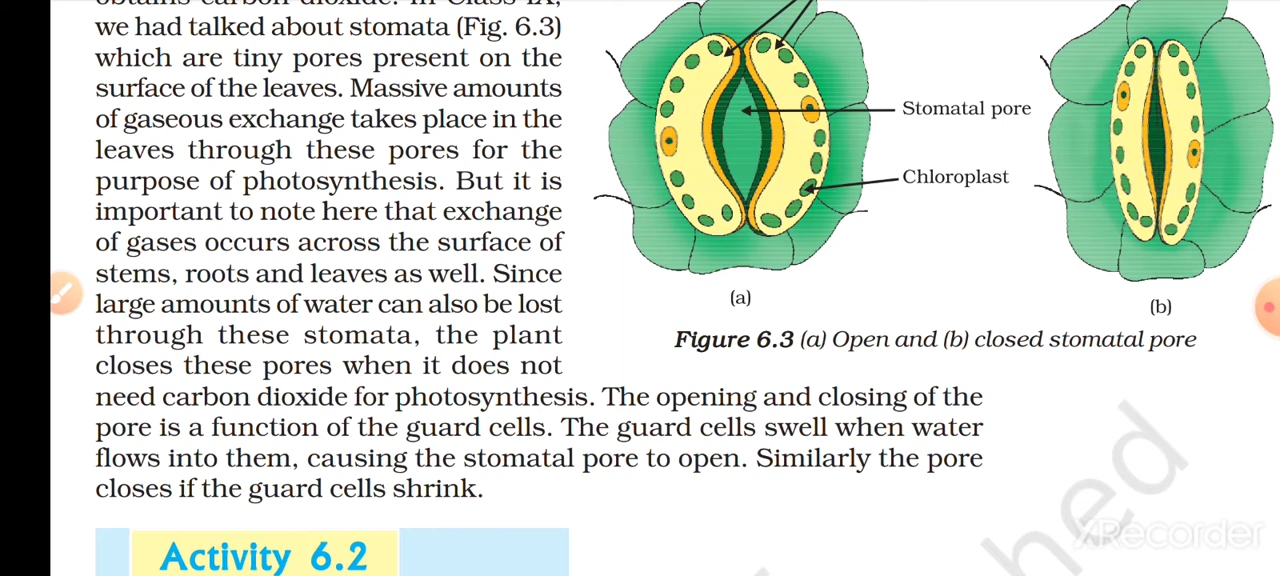 obtains carbon dioxide. In Class IX,
we had talked about stomata (Fig. 6.3)
which are tiny pores present on the
surface of the leaves. Massive amounts
of gaseous exchange takes place in the
leaves through these pores for the
purpose of photosynthesis. But it is
important to note here that exchange
of gases occurs across the surface of
stems, roots and leaves as well. Since
large amounts of water can also be lost
through these stomata, the plant
closes these pores when it does not
need carbon dioxide for photosynthesis. The opening and closing of the
pore is a function of the guard cells. The guard cells swell when water
flows into them, causing the stomatal pore to open. Similarly the pore
closes if the guard cells shrink.
Stomatal pore
Chloroplast
(a)
(b)
Figure 6.3 (a) Open and (b) closed stomatal pore
Activity 6.2
hed
XRecorder